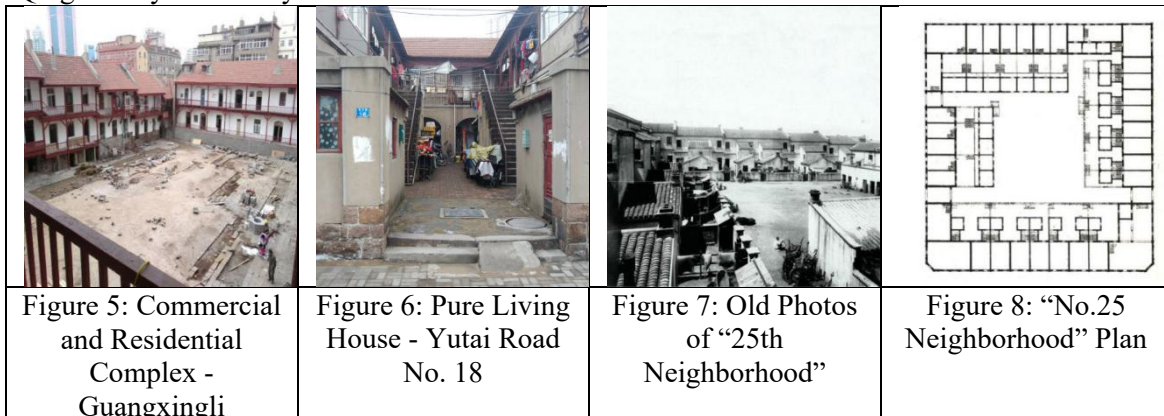 Figure 5: Commercial
and Residential
Complex -
Guangxingli
Figure 6: Pure Living
House - Yutai Road
No. 18
Figure 7: Old Photos
of “25th
Neighborhood”
Figure 8: “No.25
Neighborhood” Plan